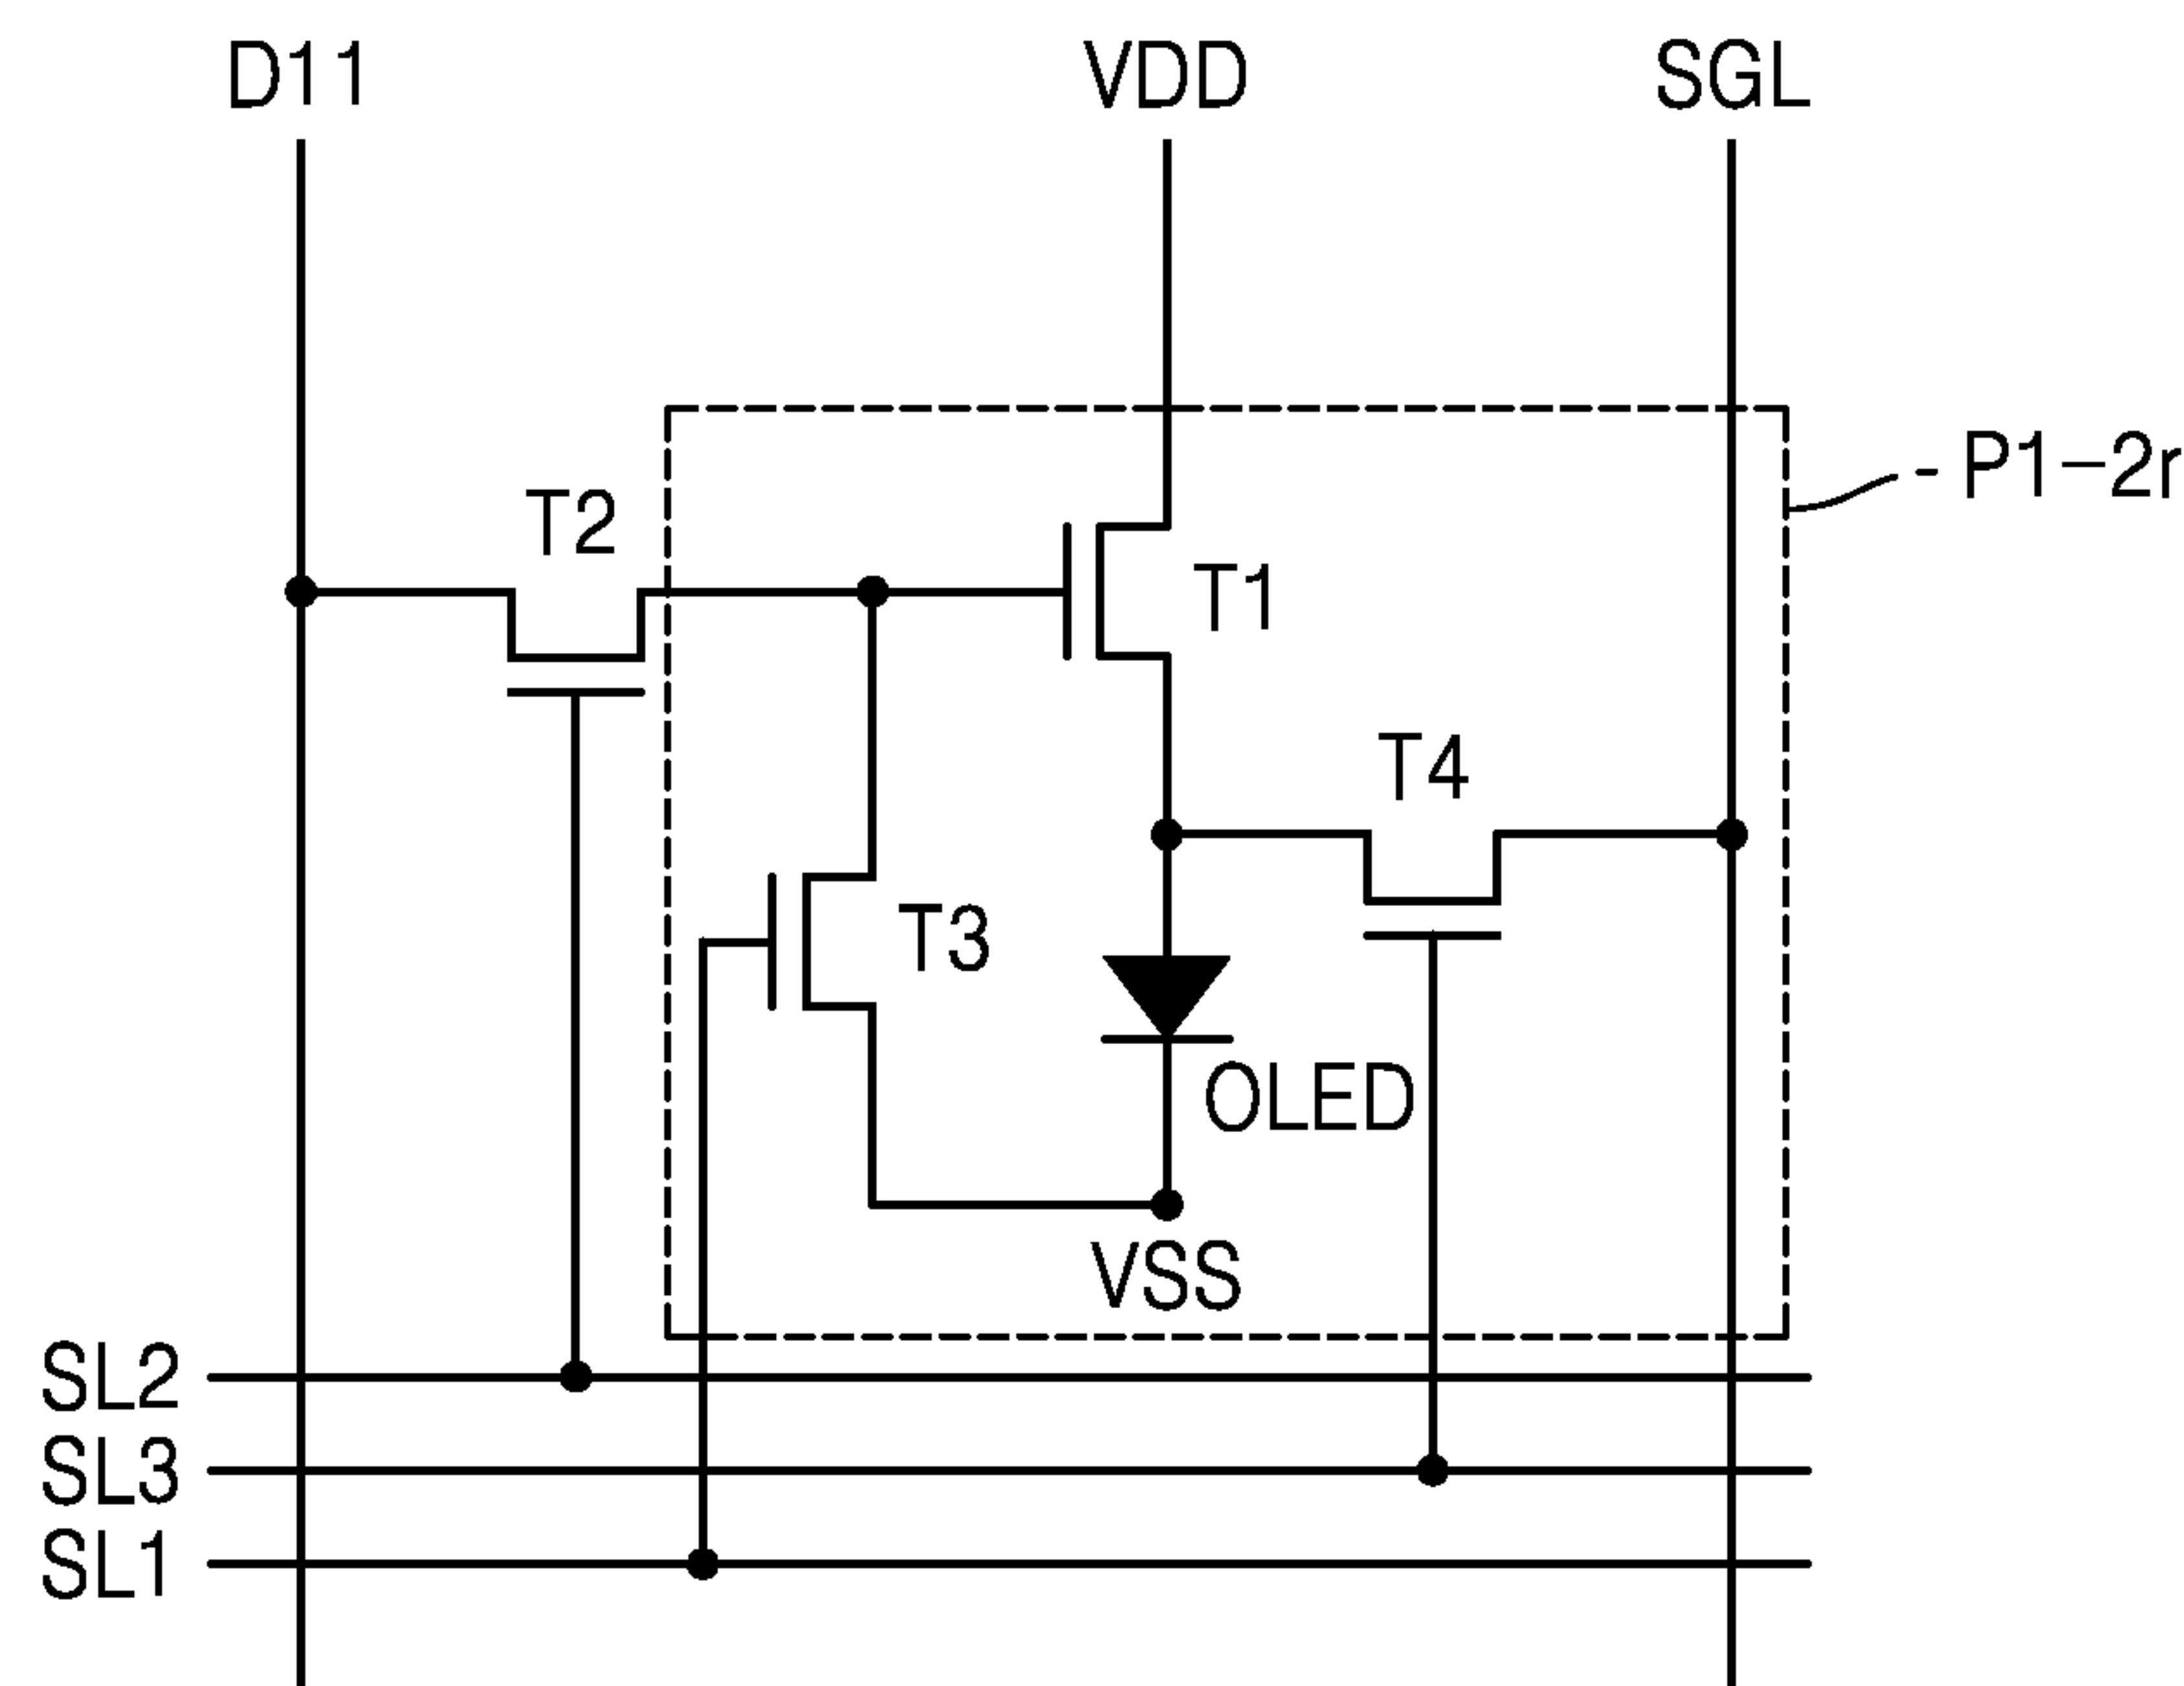 D11 VDD SGL
P1-2r
T2
T1
T4
T3
OLED
VSS
SL2
SL3
SL1